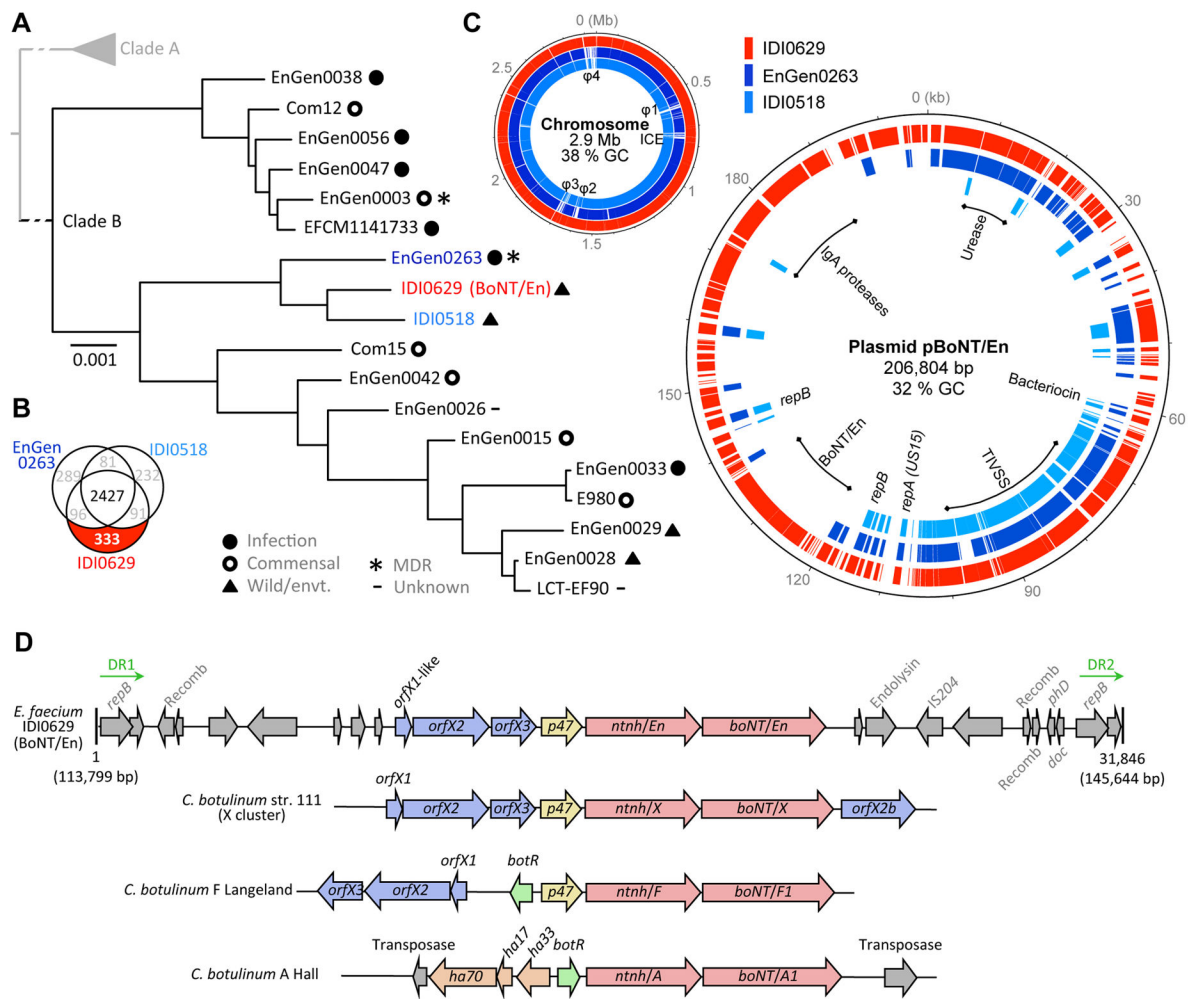 A
Clade A
EnGen0038
Com12
EnGen0056
EnGen0047
EnGen0003 *
EFCM1141733
Clade B
EnGen0263 *
IDI0629 (BoNT/En)
IDI0518
0.001
Com15
EnGen0042
EnGen0026 -
EnGen0015
EnGen0033
E980
EnGen0029
EnGen0028
LCT-EF90 -
Infection
Commensal
Wild/envt.
* MDR
- Unknown
B
EnGen
0263
IDI0518
81
289
232
2427
96
91
333
IDI0629
C
0 (Mb)
0.5
1
1.5
2
2.5
φ4
φ1
ICE
φ3
φ2
Chromosome
2.9 Mb
38 % GC
IDI0629
EnGen0263
IDI0518
0 (kb)
30
60
90
120
150
180
Urease
IgA proteases
Plasmid pBoNT/En
206,804 bp
32 % GC
Bacteriocin
repB
BoNT/En
repB
repA (US15)
TIVSS
D
DR1
DR2
repB
Recomb
orfX1-like
Endolysin
IS204
Recomb
phD
repB
E. faecium
IDI0629
(BoNT/En)
orfX2
orfX3
p47
ntnh/En
boNT/En
Recomb
doc
1
(113,799 bp)
31,846
(145,644 bp)
orfX1
C. botulinum str. 111
(X cluster)
orfX2
orfX3
p47
ntnh/X
boNT/X
orfX2b
orfX1
botR
C. botulinum F Langeland
orfX3
orfX2
p47
ntnh/F
boNT/F1
Transposase
ha17
ha33
botR
Transposase
C. botulinum A Hall
ha70
ntnh/A
boNT/A1